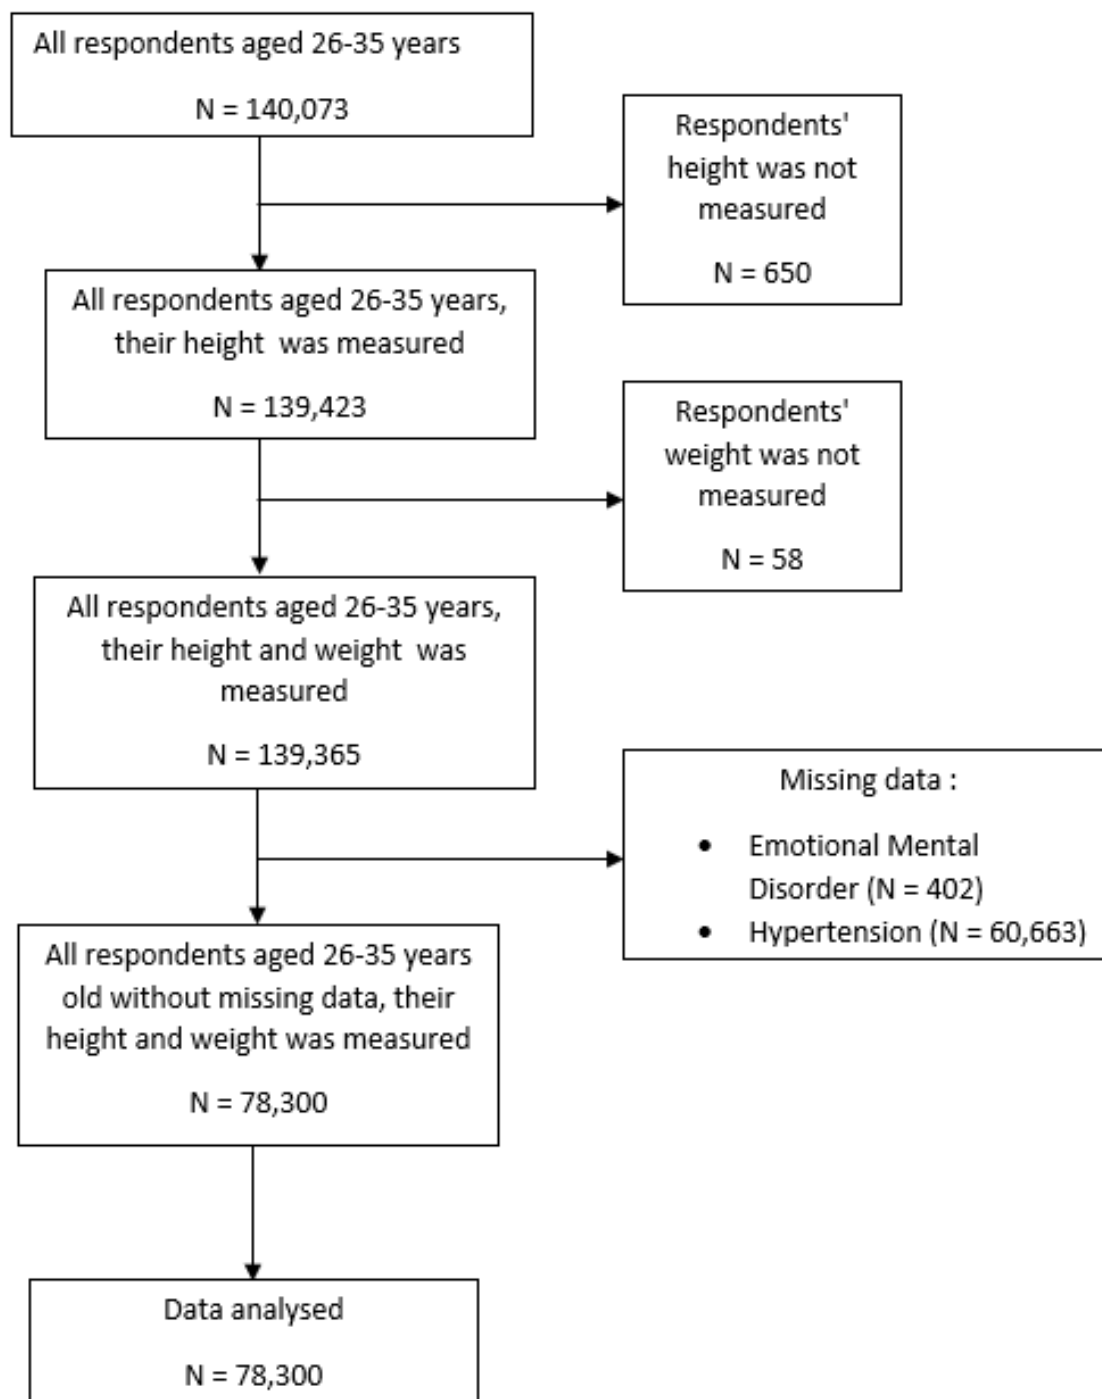 All respondents aged 26-35 years
N = 140,073
Respondents'
height was not
measured
N = 650
All respondents aged 26-35 years,
their height  was measured
N = 139,423
Respondents'
weight was not
measured
N = 58
All respondents aged 26-35 years,
their height and weight  was
measured
N = 139,365
Missing data :
• Emotional Mental
Disorder (N = 402)
• Hypertension (N = 60,663)
All respondents aged 26-35 years
old without missing data, their
height and weight was measured
N = 78,300
Data analysed
N = 78,300